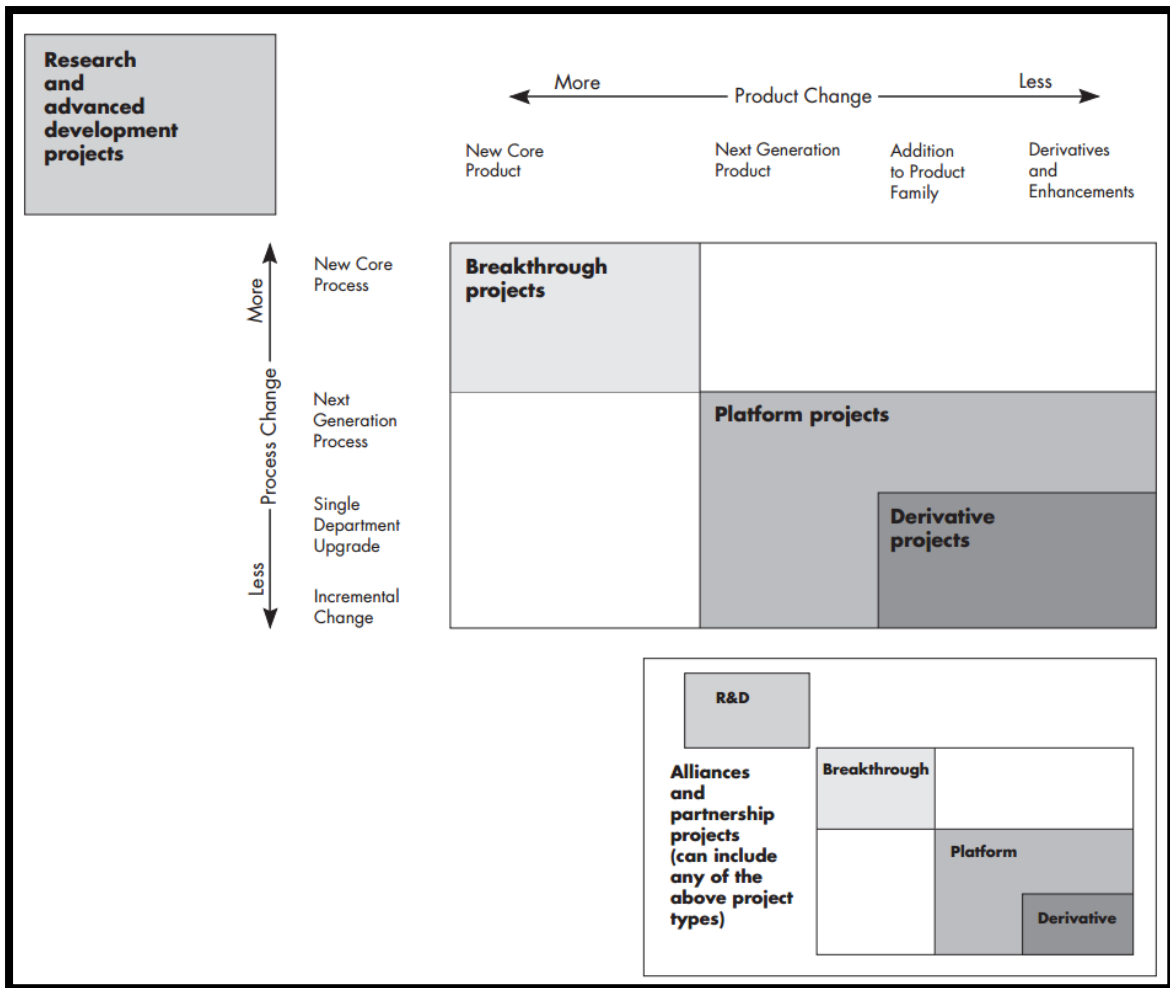 Research
and
advanced
development
projects
More
Less
Product Change
New Core
Product
Next Generation
Product
Addition
to Product
Family
Derivatives
and
Enhancements
More
Process Change
Less
New Core
Process
Next
Generation
Process
Single
Department
Upgrade
Incremental
Change
Breakthrough
projects
Platform projects
Derivative
projects
R&D
Alliances
and
partnership
projects
(can include
any of the
above project
types)
Breakthrough
Platform
Derivative